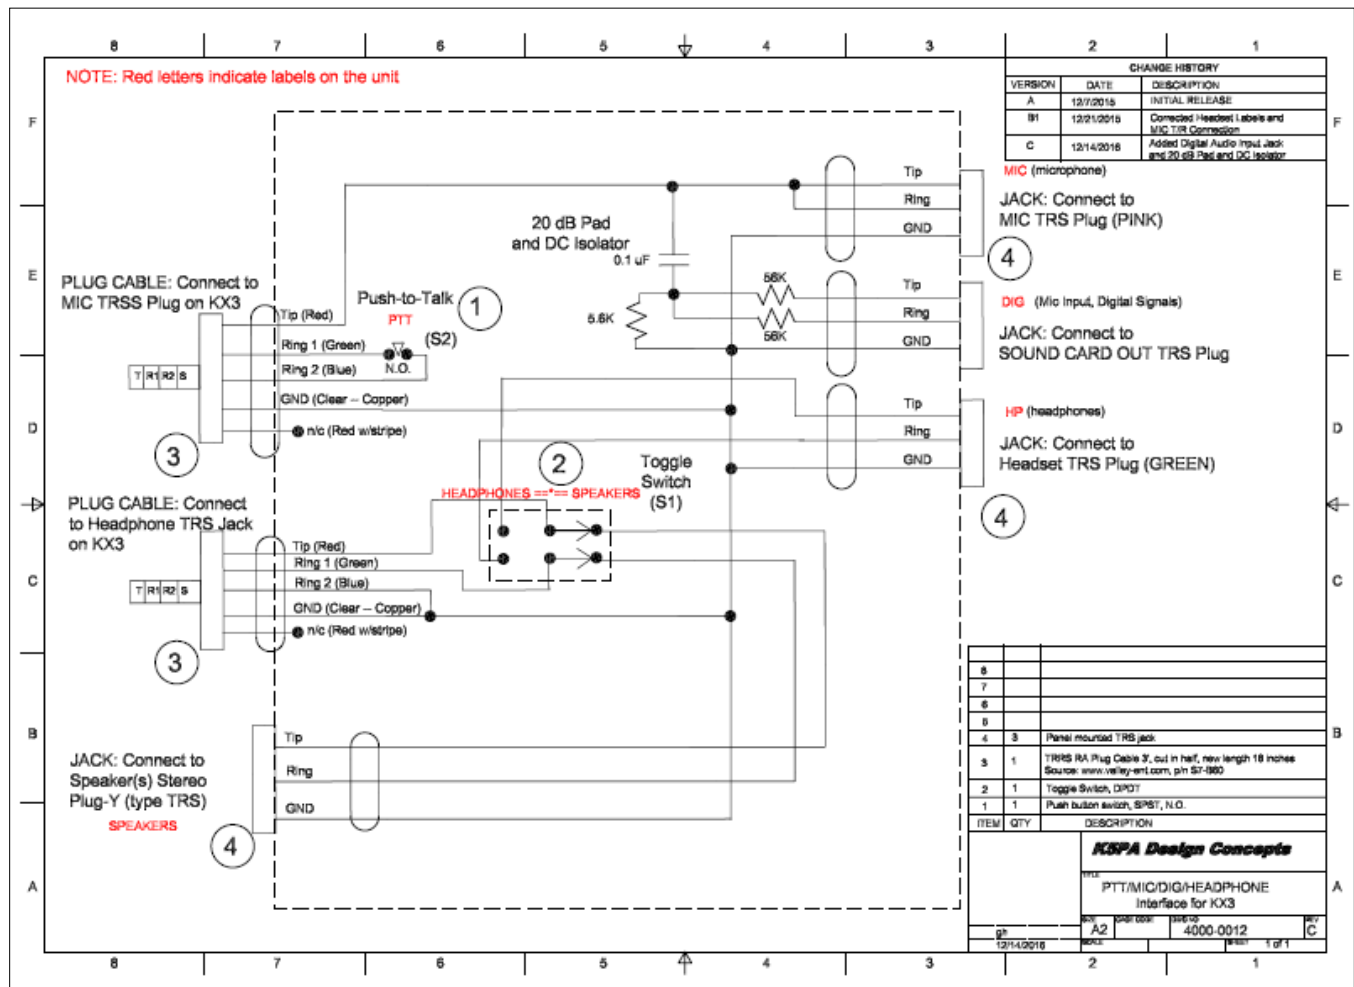 8 7 6 5 4 3 2 1
NOTE: Red letters indicate labels on the unit
CHANGE HISTORY
VERSION DATE DESCRIPTION
A 12/7/2015 INITIAL RELEASE
B1 12/21/2015 Corrected Headset Labels and
MIC T/R Connection
C 12/14/2016 Added Digital Audio Input Jack
and 20 dB Pad and DC Isolator
F F
Tip
MIC (microphone)
Ring
JACK: Connect to
MIC TRS Plug (PINK)
GND
4
20 dB Pad
and DC Isolator
0.1 uF
E E
PLUG CABLE: Connect to
MIC TRSS Plug on KX3
Push-to-Talk
PTT
1
(S2)
N.O.
56K
5.6K
56K
Tip
DIG (Mic Input, Digital Signals)
Ring
JACK: Connect to
SOUND CARD OUT TRS Plug
GND
Tip (Red)
Ring 1 (Green)
Ring 2 (Blue)
T R1 R2 S
GND (Clear – Copper)
n/c (Red w/stripe)
3
D D
Tip
HP (headphones)
Ring
JACK: Connect to
Headset TRS Plug (GREEN)
GND
4
2
Toggle
Switch
(S1)
HEADPHONES ==*== SPEAKERS
PLUG CABLE: Connect
to Headphone TRS Jack
on KX3
Tip (Red)
Ring 1 (Green)
Ring 2 (Blue)
T R1 R2 S
GND (Clear – Copper)
n/c (Red w/stripe)
3
C C
B B
Tip
Ring
GND
JACK: Connect to
Speaker(s) Stereo
Plug-Y (type TRS)
SPEAKERS
4
8
7
6
5
4 3 Panel mounted TRS jack
3 1 TRRS RA Plug Cable 3', cut in half, new length 18 inches
Source: www.valley-ent.com, p/n
2 1 Toggle Switch, DPDT
1 1 Push button switch, SPST, N.O.
ITEM QTY DESCRIPTION
K5PA Design Concepts
TITLE
PTT/MIC/DIG/HEADPHONE
Interface for KX3
A A
SIZE CAGE CODE DWG NO REV
A2 4000-0012 C
gh
12/14/2016 SCALE SHEET 1 of 1
8 7 6 5 4 3 2 1